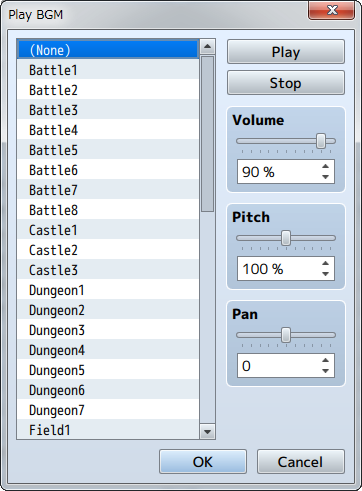 Play BGM
(None)
Battle1
Battle2
Battle3
Battle4
Battle5
Battle6
Battle7
Battle8
Castle1
Castle2
Castle3
Dungeon1
Dungeon2
Dungeon3
Dungeon4
Dungeon5
Dungeon6
Dungeon7
Field1
Play
Stop
Volume
90 %
Pitch
100 %
Pan
0
OK
Cancel